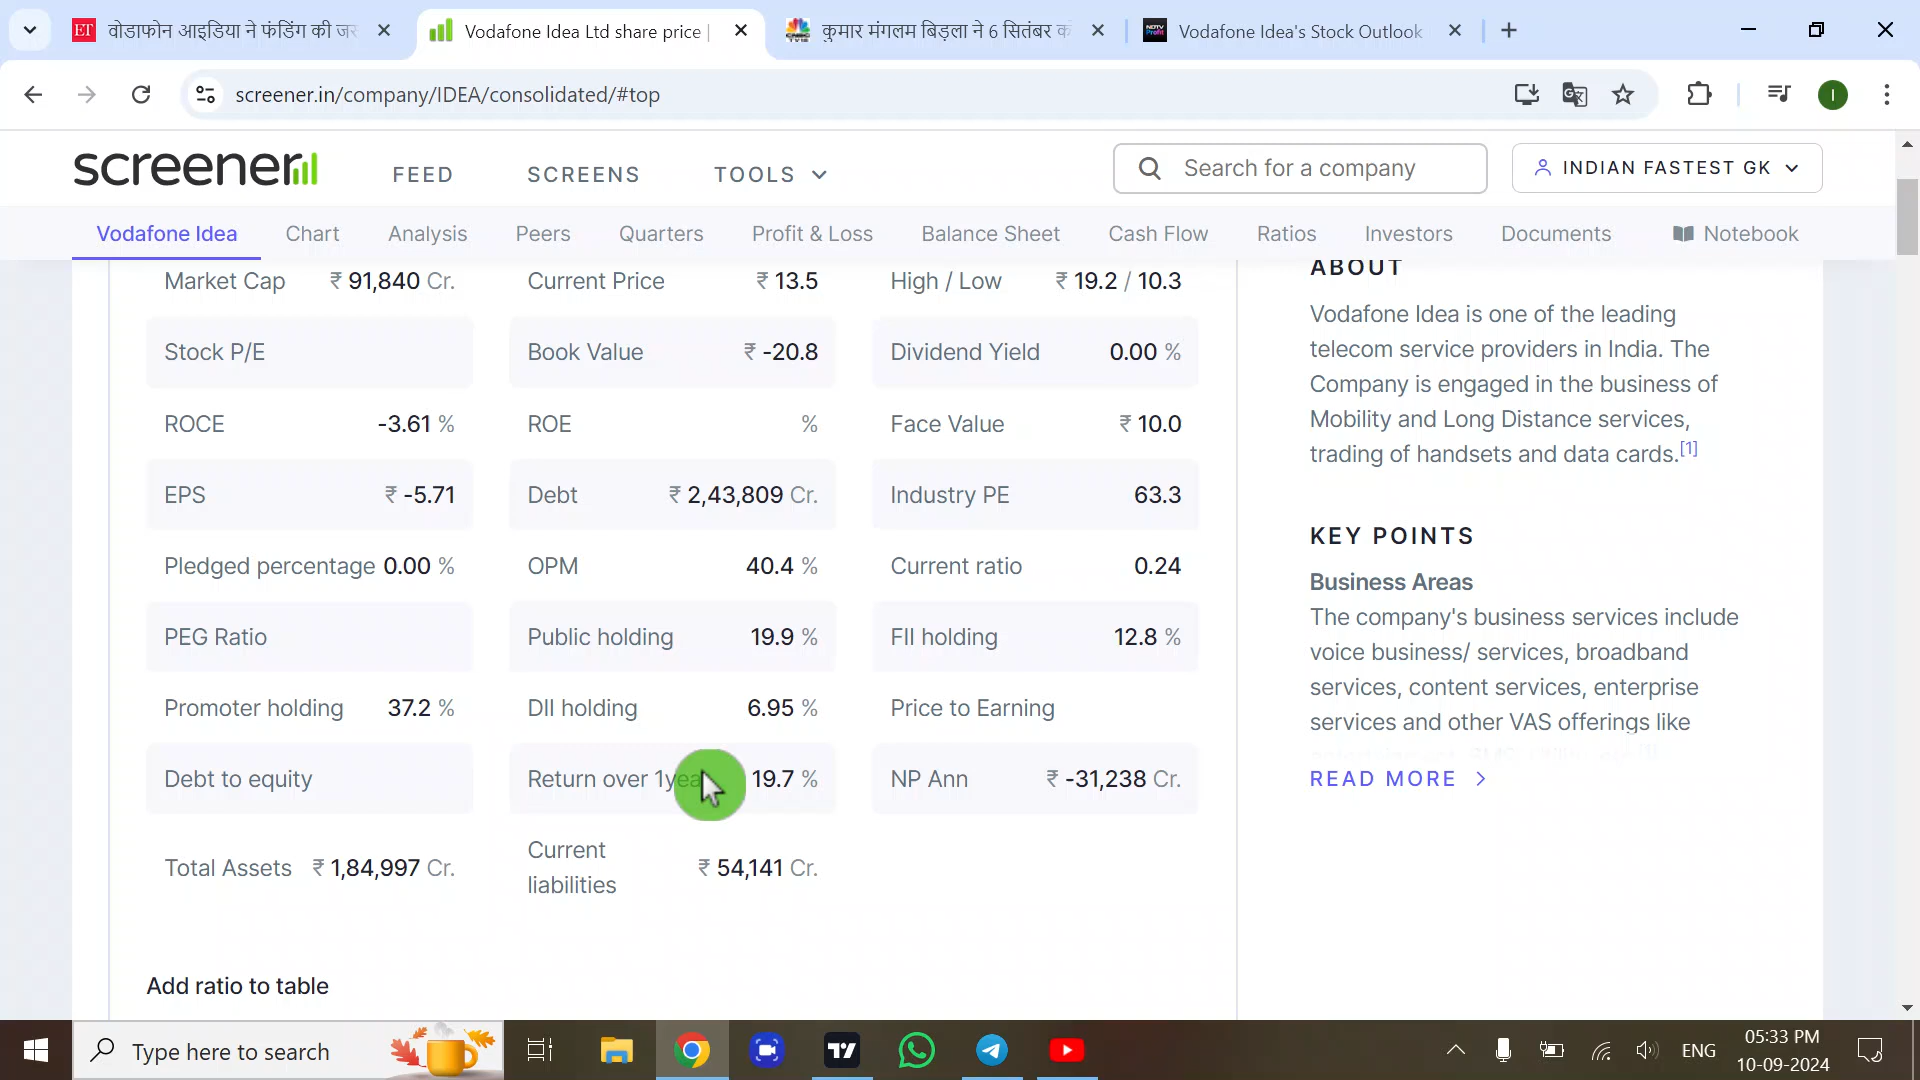 ET वोडाफोन आइडिया ने फंडिंग की जर
Vodafone Idea Ltd share price |
कुमार मंगलम बिड़ला ने 6 सितंबर क
Vodafone Idea's Stock Outlook
screener.in/company/IDEA/consolidated/#top
screener
FEED SCREENS TOOLS
Search for a company
INDIAN FASTEST GK
Vodafone Idea Chart Analysis Peers Quarters Profit & Loss Balance Sheet Cash Flow Ratios Investors Documents Notebook
Market Cap ₹ 91,840 Cr. Current Price ₹ 13.5 High / Low ₹ 19.2 / 10.3
Stock P/E Book Value ₹ -20.8 Dividend Yield 0.00 %
ROCE -3.61 % ROE % Face Value ₹ 10.0
EPS ₹ -5.71 Debt ₹ 2,43,809 Cr. Industry PE 63.3
Pledged percentage 0.00 % OPM 40.4 % Current ratio 0.24
PEG Ratio Public holding 19.9 % FII holding 12.8 %
Promoter holding 37.2 % DII holding 6.95 % Price to Earning
Debt to equity Return over 1year 19.7 % NP Ann ₹ -31,238 Cr.
Total Assets ₹ 1,84,997 Cr. Current liabilities ₹ 54,141 Cr.
Add ratio to table
ABOUT
Vodafone Idea is one of the leading
telecom service providers in India. The
Company is engaged in the business of
Mobility and Long Distance services,
trading of handsets and data cards.[1]
KEY POINTS
Business Areas
The company's business services include
voice business/ services, broadband
services, content services, enterprise
services and other VAS offerings like
READ MORE
Type here to search
ENG
05:33 PM
10-09-2024